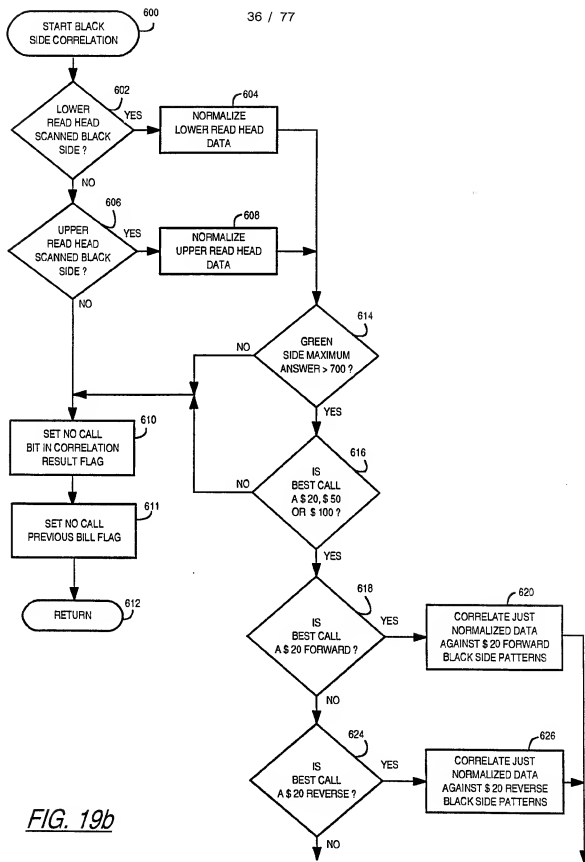 36 / 77
600
START BLACK
SIDE CORRELATION
602
LOWER
READ HEAD
SCANNED BLACK
SIDE ?
YES
604
NORMALIZE
LOWER READ HEAD
DATA
NO
606
UPPER
READ HEAD
SCANNED BLACK
SIDE ?
YES
608
NORMALIZE
UPPER READ HEAD
DATA
NO
614
GREEN
SIDE MAXIMUM
ANSWER > 700 ?
NO
YES
610
SET NO CALL
BIT IN CORRELATION
RESULT FLAG
616
IS
BEST CALL
A $ 20, $ 50
OR $ 100 ?
NO
YES
611
SET NO CALL
PREVIOUS BILL FLAG
RETURN
612
618
IS
BEST CALL
A $ 20 FORWARD ?
YES
620
CORRELATE JUST
NORMALIZED DATA
AGAINST $ 20 FORWARD
BLACK SIDE PATTERNS
NO
624
IS
BEST CALL
A $ 20 REVERSE ?
YES
626
CORRELATE JUST
NORMALIZED DATA
AGAINST $ 20 REVERSE
BLACK SIDE PATTERNS
NO
FIG. 19b